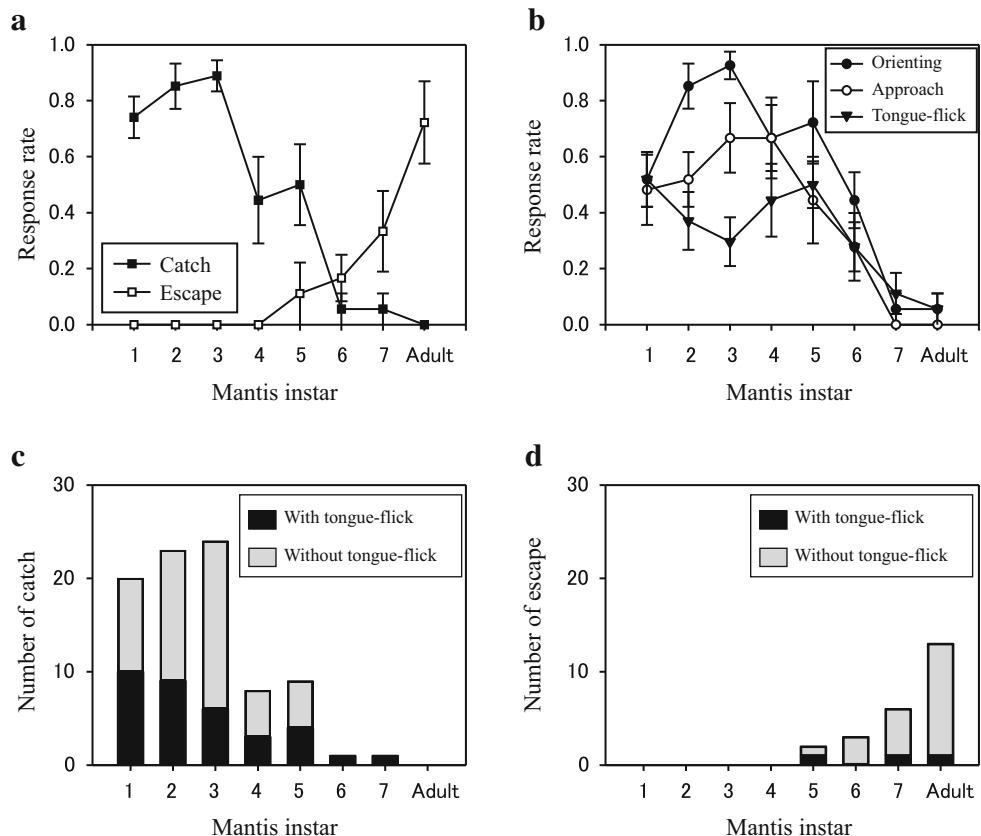 a
1.0
0.8
0.6
0.4
0.2
0.0
Response rate
Catch
Escape
1 2 3 4 5 6 7 Adult
Mantis instar
b
1.0
0.8
0.6
0.4
0.2
0.0
Response rate
Orienting
Approach
Tongue-flick
1 2 3 4 5 6 7 Adult
Mantis instar
c
30
20
10
0
Number of catch
With tongue-flick
Without tongue-flick
1 2 3 4 5 6 7 Adult
Mantis instar
d
30
20
10
0
Number of escape
With tongue-flick
Without tongue-flick
1 2 3 4 5 6 7 Adult
Mantis instar